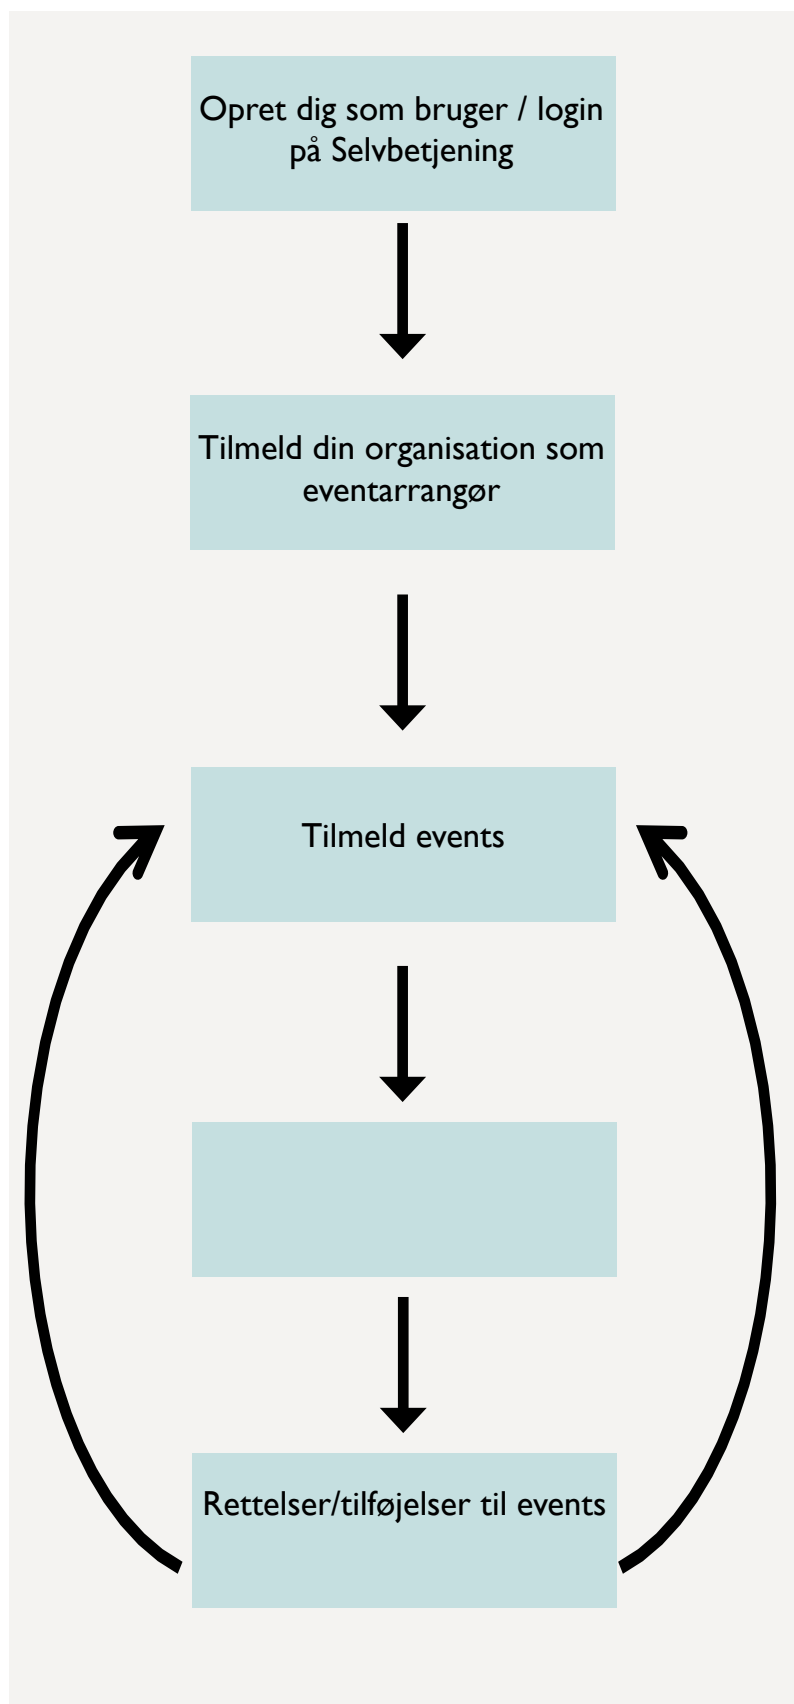 Opret dig som bruger / login
på Selvbetjening
Tilmeld din organisation som
eventarrangør
Tilmeld events
Rettelser/tilføjelser til events